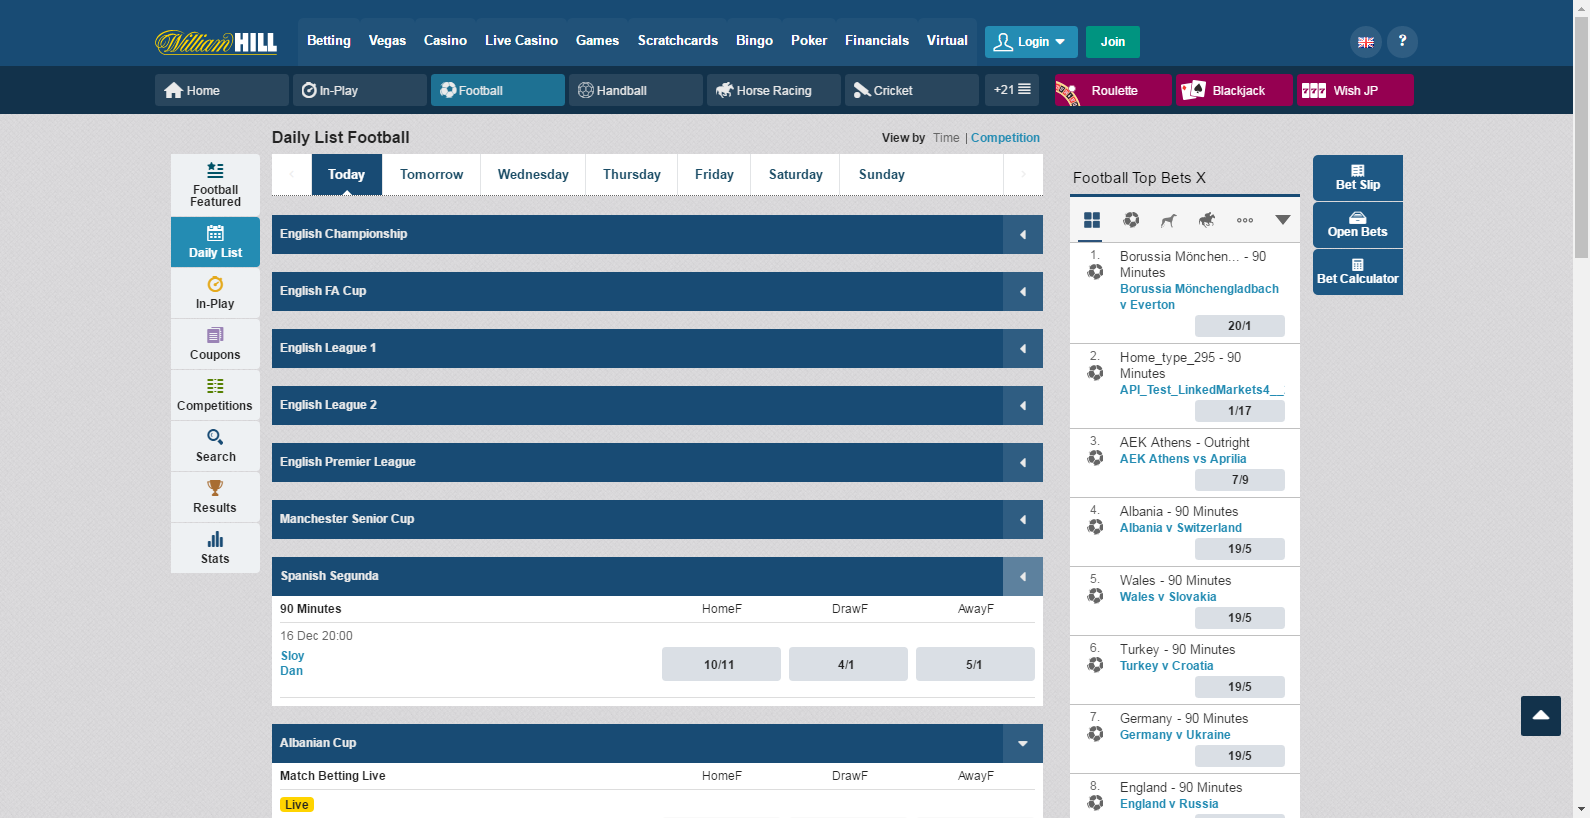 William HILL
Betting Vegas Casino Live Casino Games Scratchcards Bingo Poker Financials Virtual Login Join ?
Home In-Play Football Handball Horse Racing Cricket +21 Roulette 777 Blackjack Wish JP
Daily List Football
View by Time | Competition
Today Tomorrow Wednesday Thursday Friday Saturday Sunday
Football
Featured
Daily List
In-Play
Coupons
Competitions
Search
Results
Stats
English Championship
English FA Cup
English League 1
English League 2
English Premier League
Manchester Senior Cup
Spanish Segunda
90 Minutes HomeF DrawF AwayF
16 Dec 20:00
Sloy
Dan
10/11 4/1 5/1
Albanian Cup
Match Betting Live HomeF DrawF AwayF
Live
Football Top Bets X
1. Borussia Mönchen... - 90
Minutes
Borussia Mönchengladbach
v Everton
20/1
2. Home_type_295 - 90
Minutes
API_Test_LinkedMarkets4__
1/17
3. AEK Athens - Outright
AEK Athens vs Aprilia
7/9
4. Albania - 90 Minutes
Albania v Switzerland
19/5
5. Wales - 90 Minutes
Wales v Slovakia
19/5
6. Turkey - 90 Minutes
Turkey v Croatia
19/5
7. Germany - 90 Minutes
Germany v Ukraine
19/5
8. England - 90 Minutes
England v Russia
Bet Slip
Open Bets
Bet Calculator